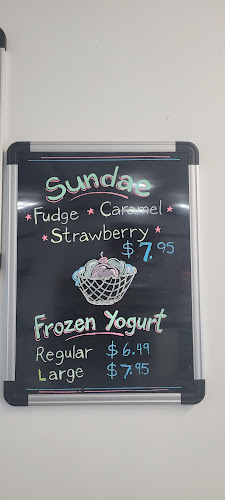 Sundae
Fudge * Caramel *
* Strawberry *
$7.95
Frozen Yogurt
Regular $6.49
Large $7.95